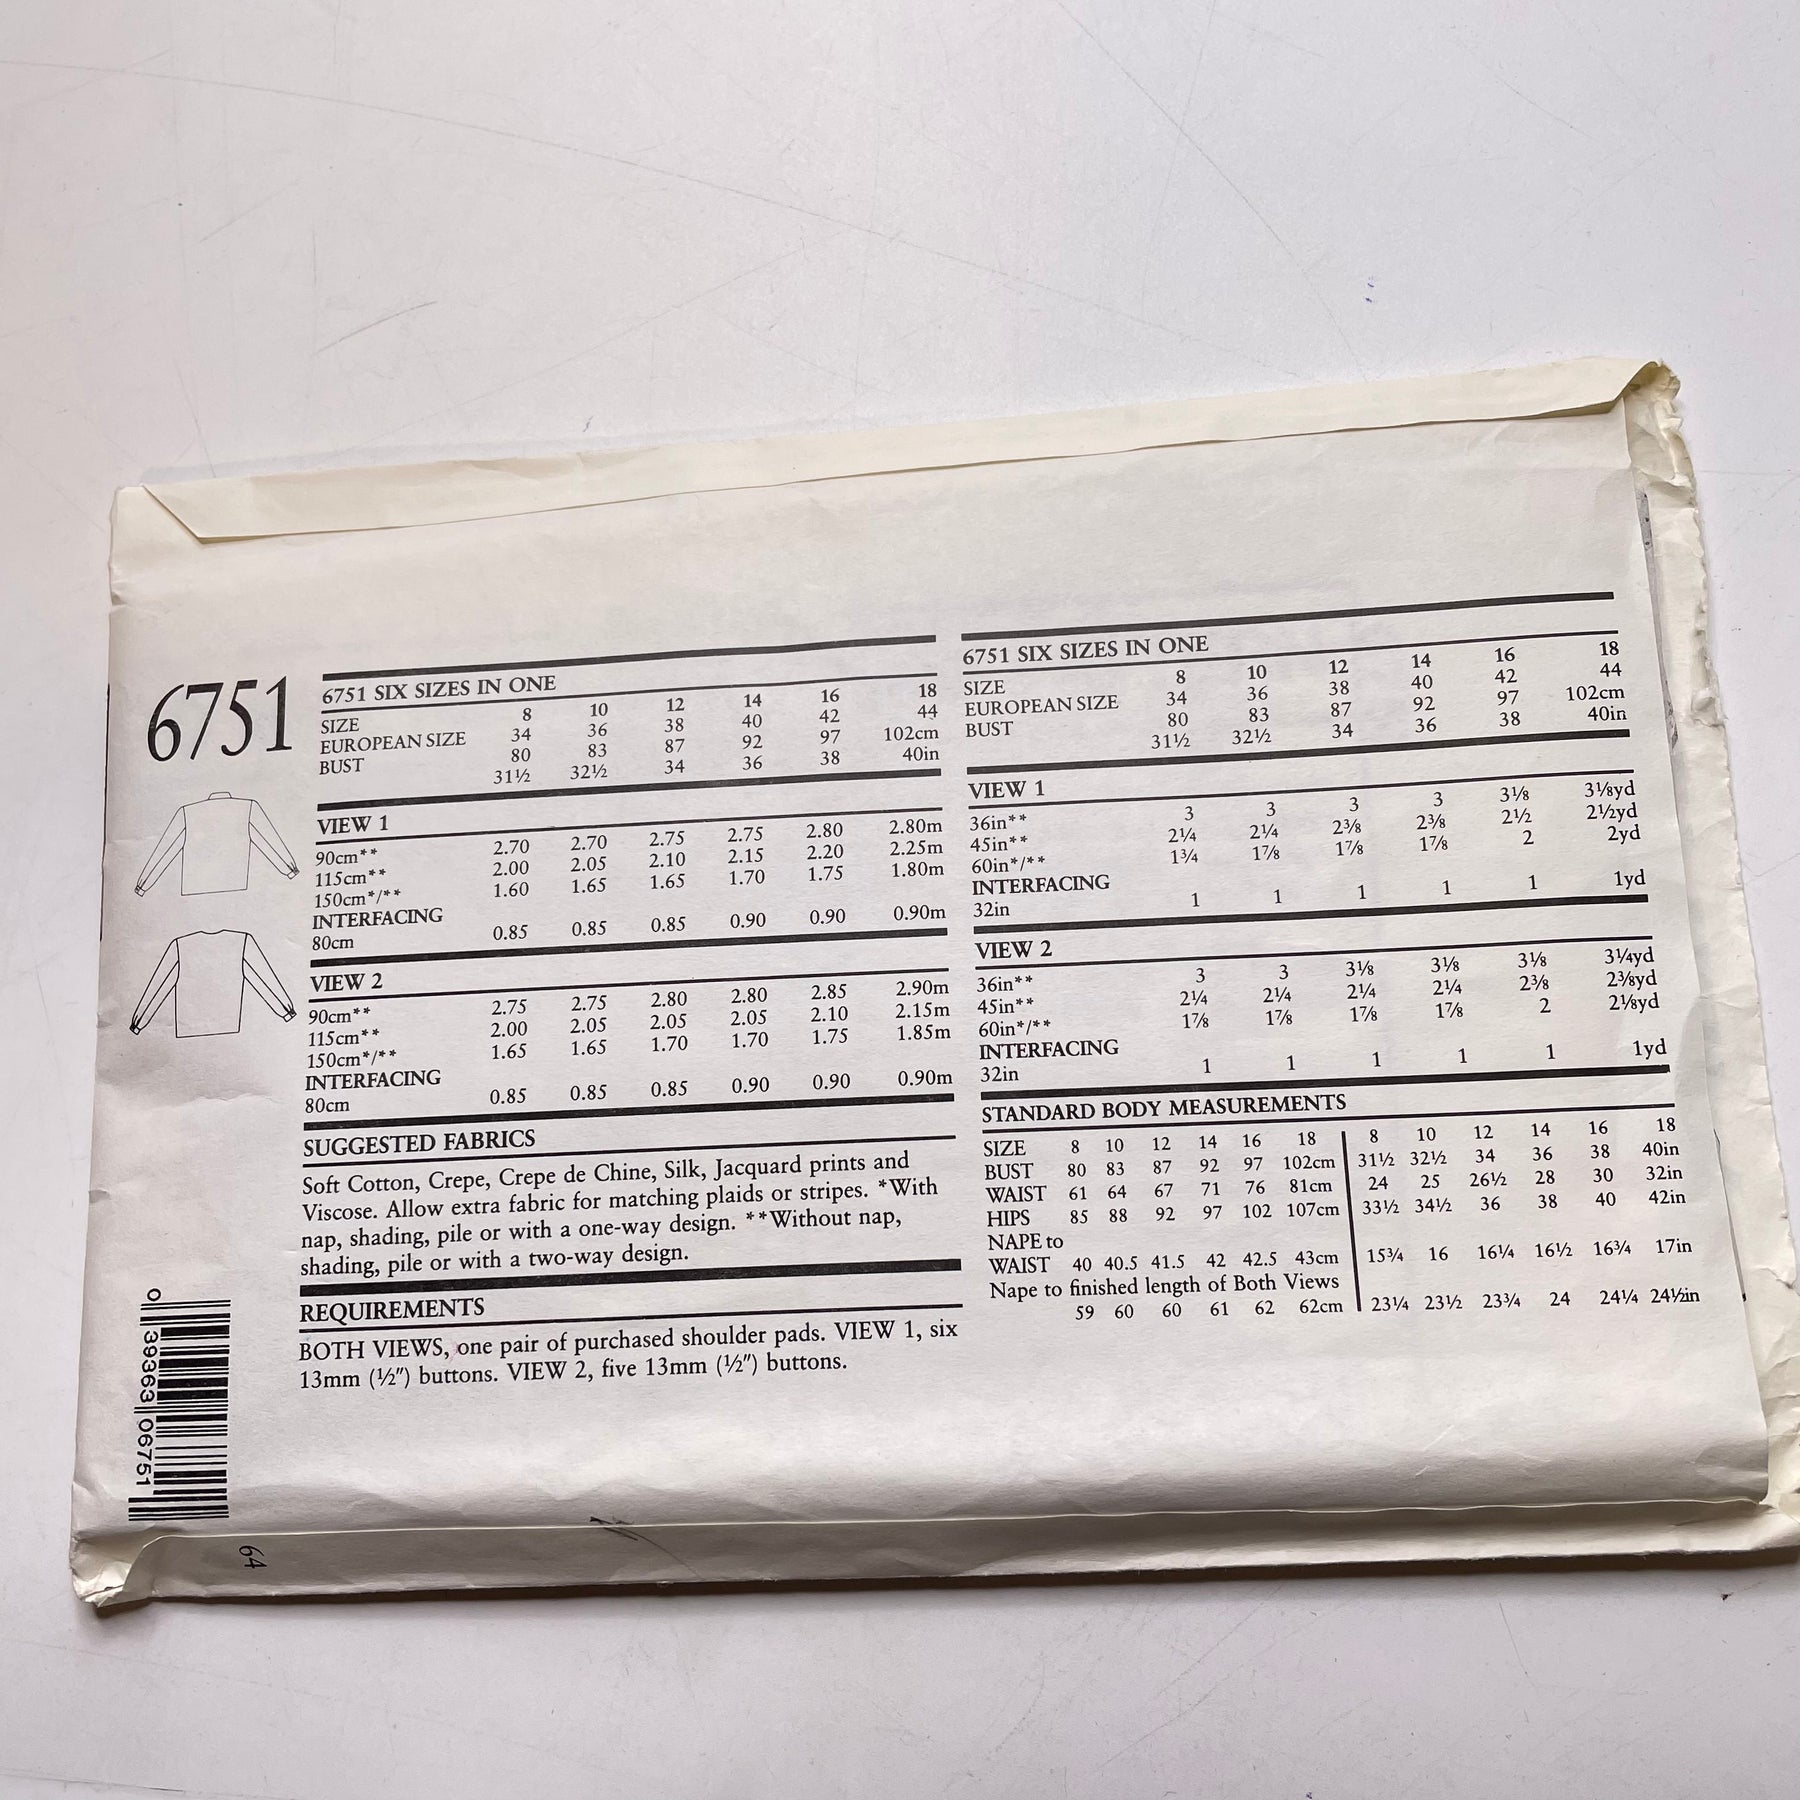 6751
6751 SIX SIZES IN ONE
SIZE 8 10 12 14 16 18
EUROPEAN SIZE 34 36 38 40 42 44
BUST 80 83 87 92 97 102cm
31½ 32½ 34 36 38 40in
VIEW 1
90cm** 2.70 2.70 2.75 2.75 2.80 2.80m
115cm** 2.00 2.05 2.10 2.15 2.20 2.25m
150cm*/** 1.60 1.65 1.65 1.70 1.75 1.80m
INTERFACING
80cm 0.85 0.85 0.85 0.90 0.90 0.90m
VIEW 2
90cm** 2.75 2.75 2.80 2.80 2.85 2.90m
115cm** 2.00 2.05 2.05 2.05 2.10 2.15m
150cm*/** 1.65 1.65 1.70 1.70 1.75 1.85m
INTERFACING
80cm 0.85 0.85 0.85 0.90 0.90 0.90m
SUGGESTED FABRICS
Soft Cotton, Crepe, Crepe de Chine, Silk, Jacquard prints and
Viscose. Allow extra fabric for matching plaids or stripes. *With
nap, shading, pile or with a one-way design. **Without nap,
shading, pile or with a two-way design.
REQUIREMENTS
BOTH VIEWS, one pair of purchased shoulder pads. VIEW 1, six
13mm (½") buttons. VIEW 2, five 13mm (½") buttons.
6751 SIX SIZES IN ONE
SIZE 8 10 12 14 16 18
EUROPEAN SIZE 34 36 38 40 42 44
BUST 80 83 87 92 97 102cm
31½ 32½ 34 36 38 40in
VIEW 1
36in** 3 3 3 3 3⅛ 3⅛yd
45in** 2¼ 2¼ 2⅜ 2⅜ 2½ 2½yd
60in*/** 1¾ 1⅞ 1⅞ 1⅞ 2 2yd
INTERFACING
32in 1 1 1 1 1 1yd
VIEW 2
36in** 3 3 3⅛ 3⅛ 3⅛ 3¼yd
45in** 2¼ 2¼ 2¼ 2¼ 2⅜ 2⅜yd
60in*/** 1⅞ 1⅞ 1⅞ 1⅞ 2 2⅛yd
INTERFACING
32in 1 1 1 1 1 1yd
STANDARD BODY MEASUREMENTS
SIZE 8 10 12 14 16 18 8 10 12 14 16 18
BUST 80 83 87 92 97 102cm 31½ 32½ 34 36 38 40in
WAIST 61 64 67 71 76 81cm 24 25 26½ 28 30 32in
HIPS 85 88 92 97 102 107cm 33½ 34½ 36 38 40 42in
NAPE to
WAIST 40 40.5 41.5 42 42.5 43cm 15¾ 16 16¼ 16½ 16¾ 17in
Nape to finished length of Both Views
59 60 60 61 62 62cm 23¼ 23½ 23¾ 24 24¼ 24½in
0 39363 06751
64